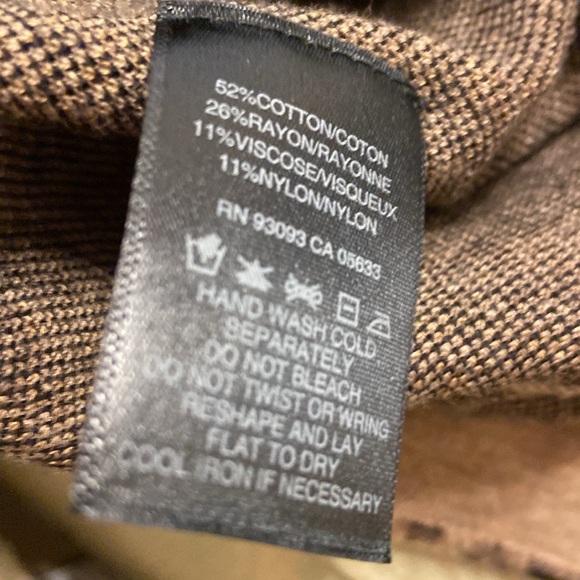 52%COTTON/COTON
26%RAYON/RAYONNE
11%VISCOSE/VISQUEUX
11%NYLON/NYLON
RN 93093 CA 05633
HAND WASH COLD
SEPARATELY
DO NOT BLEACH
DO NOT TWIST OR WRING
RESHAPE AND LAY
FLAT TO DRY
COOL IRON IF NECESSARY